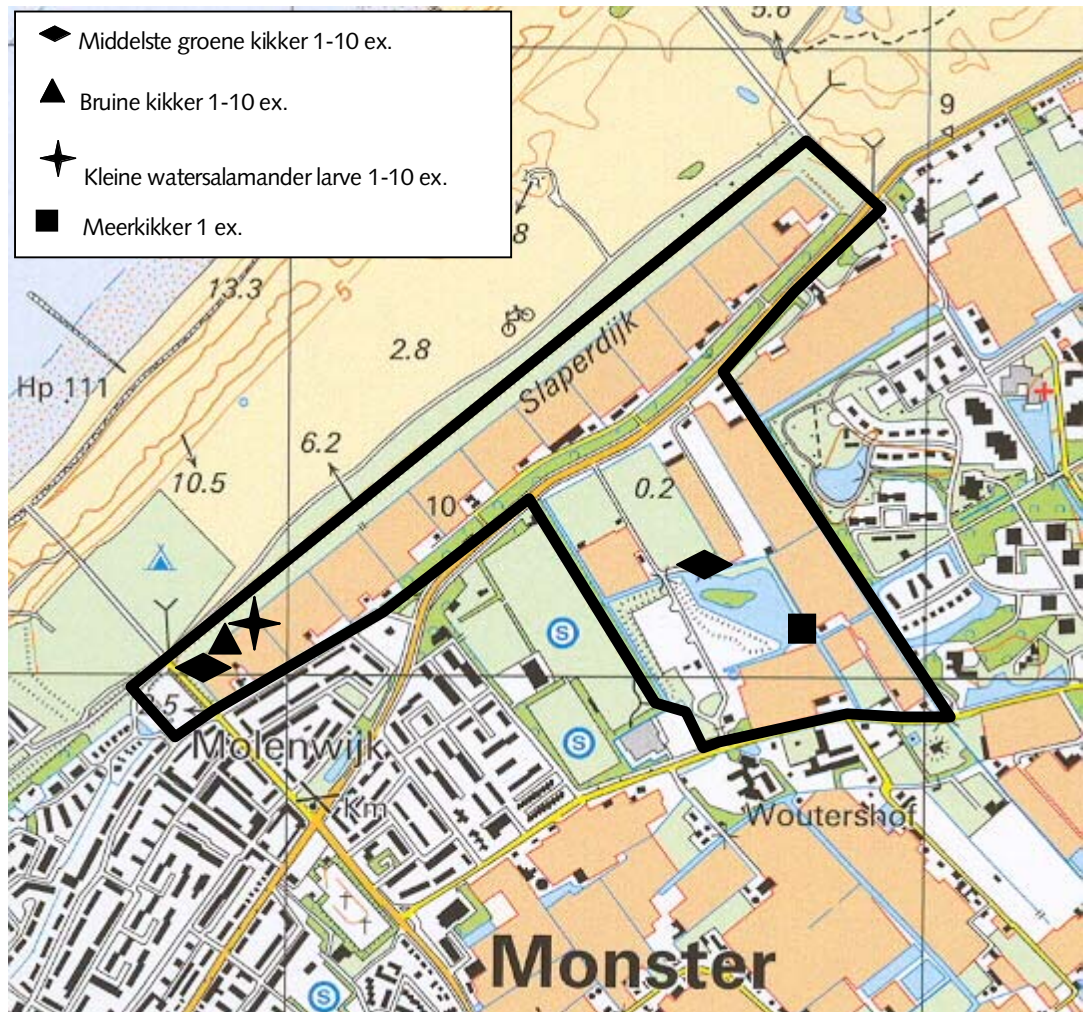 Middelste groene kikker 1-10 ex.
Bruine kikker 1-10 ex.
Kleine watersalamander larve 1-10 ex.
Meerkikker 1 ex.
5.6
9
8
13.3
5
2.8
Slaperdijk
Hp 111
6.2
10.5
10
0.2
S
5
Molenwijk
S
Km
Woutershof
Monster
S